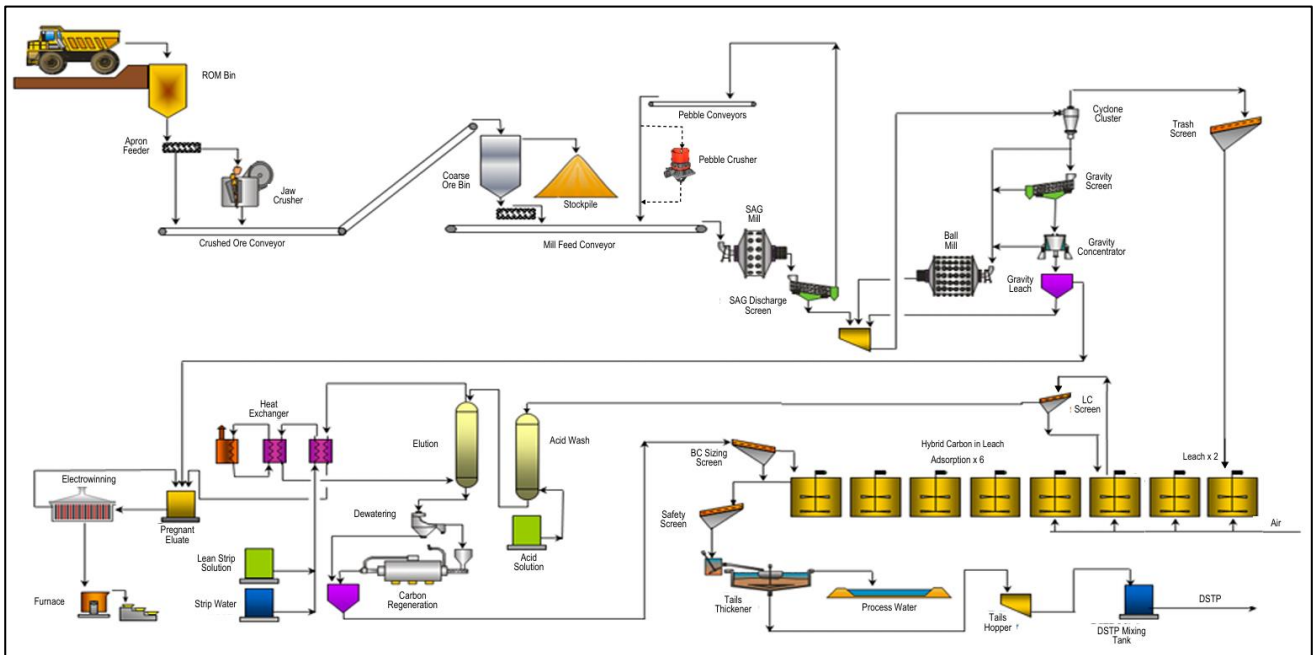 ROM Bin
Apron
Feeder
Jaw
Crusher
Crushed Ore Conveyor
Coarse
Ore Bin
Stockpile
Mill Feed Conveyor
Pebble Conveyors
Pebble Crusher
SAG
Mill
SAG Discharge
Screen
Ball
Mill
Cyclone
Cluster
Trash
Screen
Gravity
Screen
Gravity
Concentrator
Gravity
Leach
Heat
Exchanger
Elution
Acid Wash
LC
Screen
BC Sizing
Screen
Hybrid Carbon in Leach
Adsorption x 6
Leach x 2
Electrowinning
Pregnant
Eluate
Dewatering
Safety
Screen
Air
Lean Strip
Solution
Acid
Solution
Strip Water
Carbon
Regeneration
Furnace
Tails
Thickener
Process Water
Tails
Hopper
DSTP Mixing
Tank
DSTP